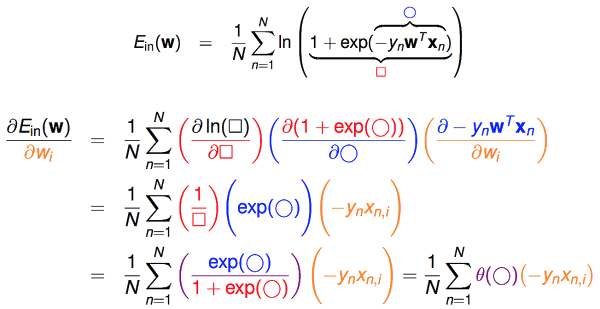 E_in(w) = 1/N ∑_{n=1}^{N} ln( 1 + exp(−y_n w^T x_n) ) ○ □
∂E_in(w)/∂w_i = 1/N ∑_{n=1}^{N} (∂ ln(□)/∂□) (∂(1 + exp(○))/∂○) (∂ − y_n w^T x_n/∂w_i)
= 1/N ∑_{n=1}^{N} (1/□) (exp(○)) (−y_n x_{n,i})
= 1/N ∑_{n=1}^{N} (exp(○)/1 + exp(○)) (−y_n x_{n,i}) = 1/N ∑_{n=1}^{N} θ(○)(−y_n x_{n,i})